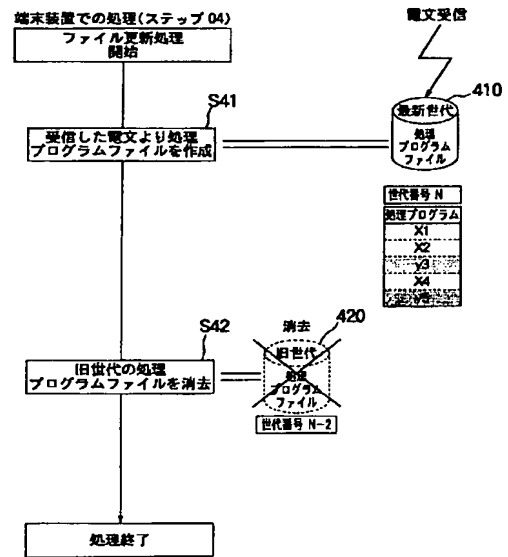 端末装置での処理(ステップ 04)
ファイル更新処理
開始
電文受信
S41
410
受信した電文より処理
プログラムファイルを作成
最新世代
処理
プログラム
ファイル
世代番号 N
処理プログラム
X1
X2
y3
X4
y5
S42
消去
420
旧世代の処理
プログラムファイルを消去
旧世代
処理
プログラム
ファイル
世代番号 N-2
処理終了